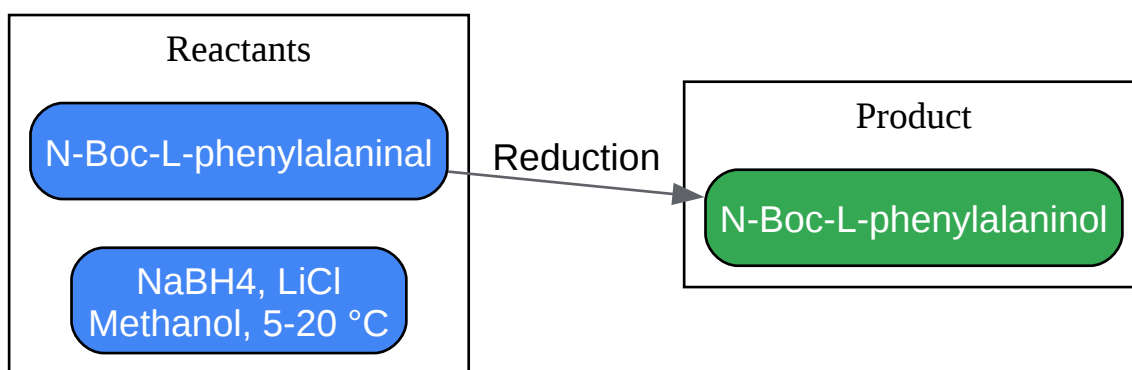 Reactants
N-Boc-L-phenylalaninal
NaBH4, LiCl
Methanol, 5-20 °C
Reduction
Product
N-Boc-L-phenylalaninol